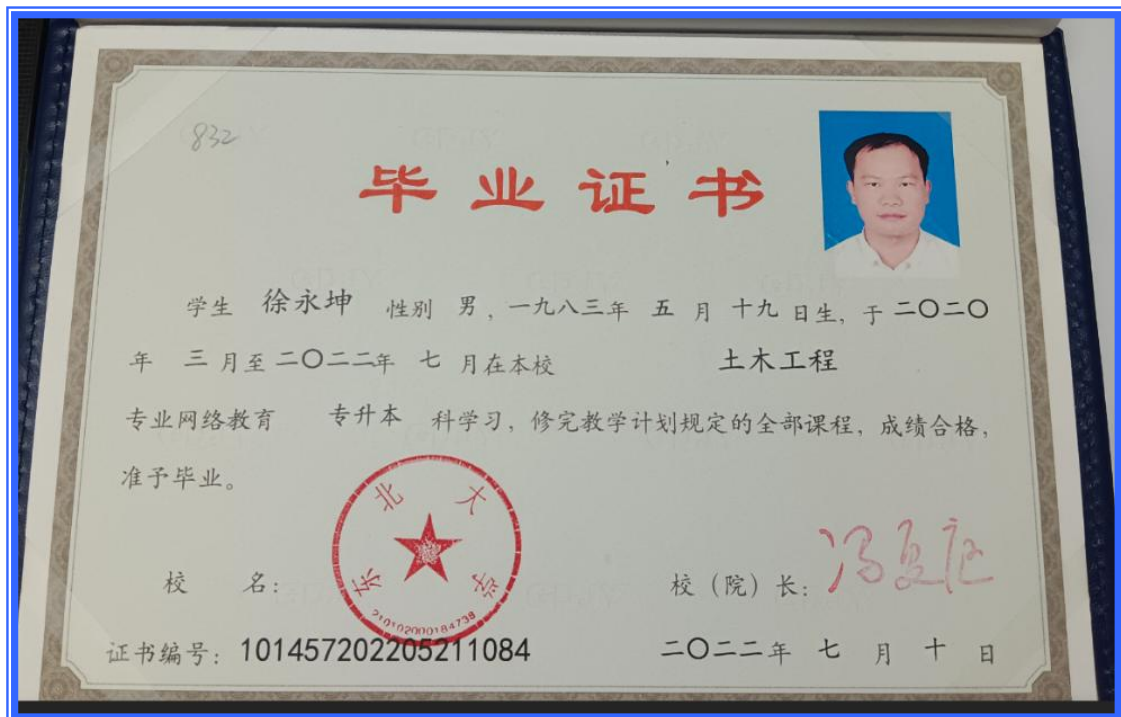 832
毕业证书
学生 徐永坤 性别 男，一九八三年 五 月 十九 日生，于 二〇二〇
年 三 月至 二〇二二年 七 月在本校 土木工程
专业网络教育 专升本 科学习，修完教学计划规定的全部课程，成绩合格，
准予毕业。
东北大学
210102000184738
校 名：
校（院）长： 冯夏庭
证书编号：101457202205211084
二〇二二年 七 月 十 日